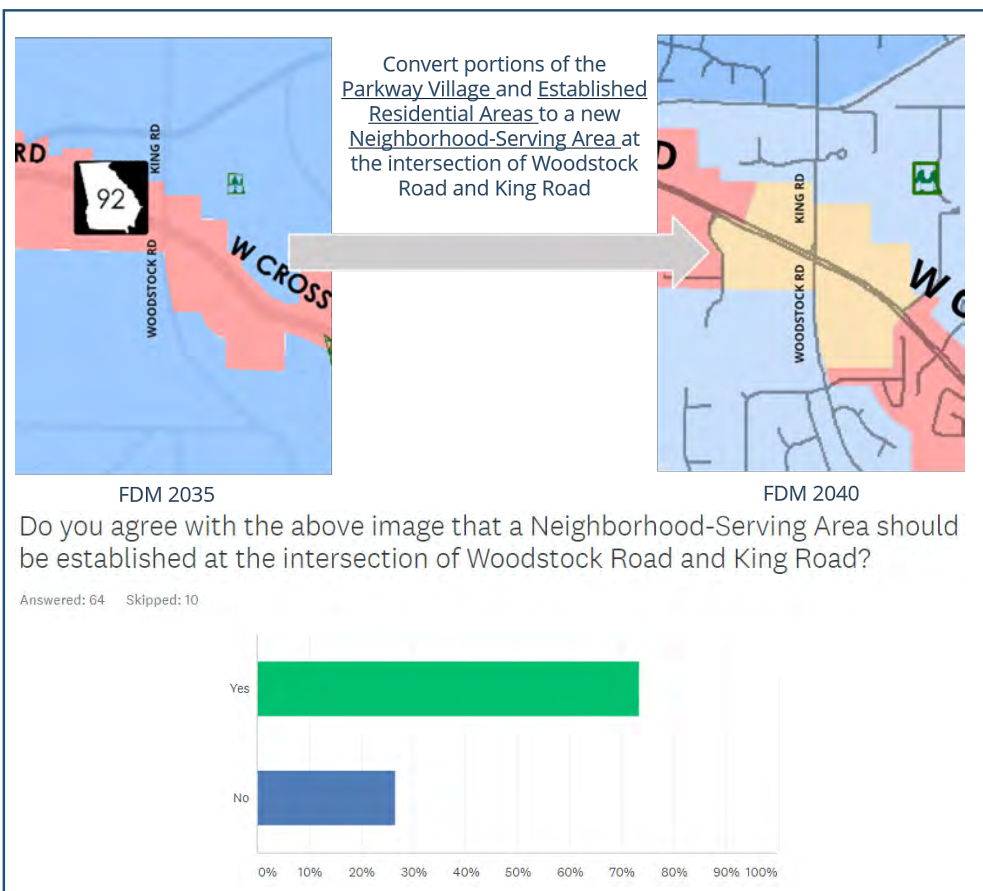 Convert portions of the
Parkway Village and Established
Residential Areas to a new
Neighborhood-Serving Area at
the intersection of Woodstock
Road and King Road
RD
KING RD
92
WOODSTOCK RD
W CROSS
D
KING RD
WOODSTOCK RD
W C
FDM 2035
FDM 2040
Do you agree with the above image that a Neighborhood-Serving Area should
be established at the intersection of Woodstock Road and King Road?
Answered: 64 Skipped: 10
Yes
No
0% 10% 20% 30% 40% 50% 60% 70% 80% 90% 100%